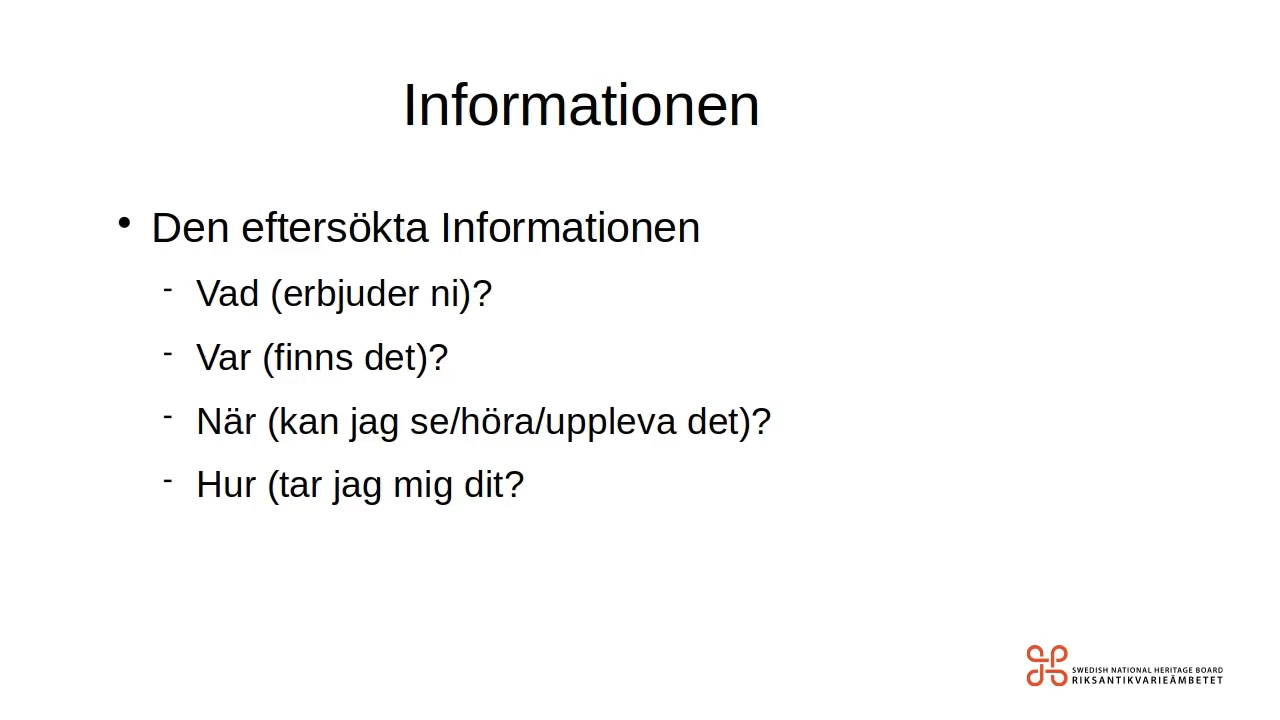 Informationen
• Den eftersökta Informationen
- Vad (erbjuder ni)?
- Var (finns det)?
- När (kan jag se/höra/uppleva det)?
- Hur (tar jag mig dit?
SWEDISH NATIONAL HERITAGE BOARD
RIKSANTIKVARIEÄMBETET